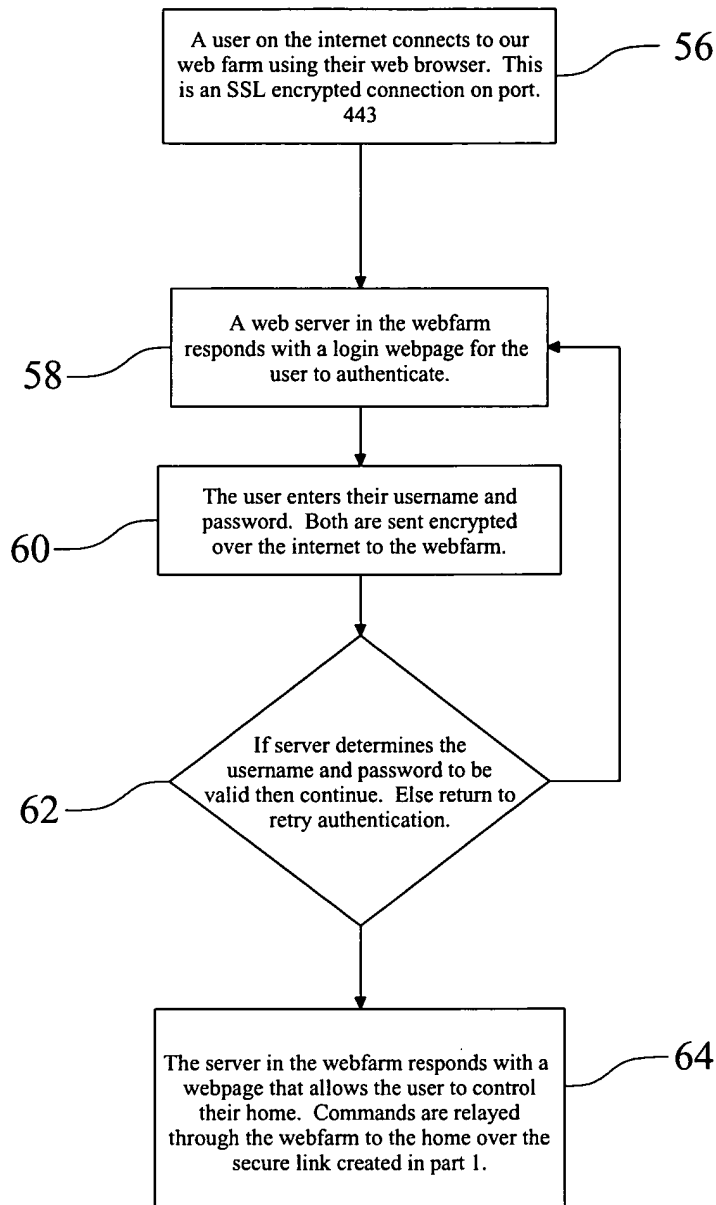 A user on the internet connects to our
web farm using their web browser.  This
is an SSL encrypted connection on port.
443
56
A web server in the webfarm
responds with a login webpage for the
user to authenticate.
58
The user enters their username and
password.  Both are sent encrypted
over the internet to the webfarm.
60
If server determines the
username and password to be
valid then continue.  Else return to
retry authentication.
62
The server in the webfarm responds with a
webpage that allows the user to control
their home.  Commands are relayed
through the webfarm to the home over the
secure link created in part 1.
64